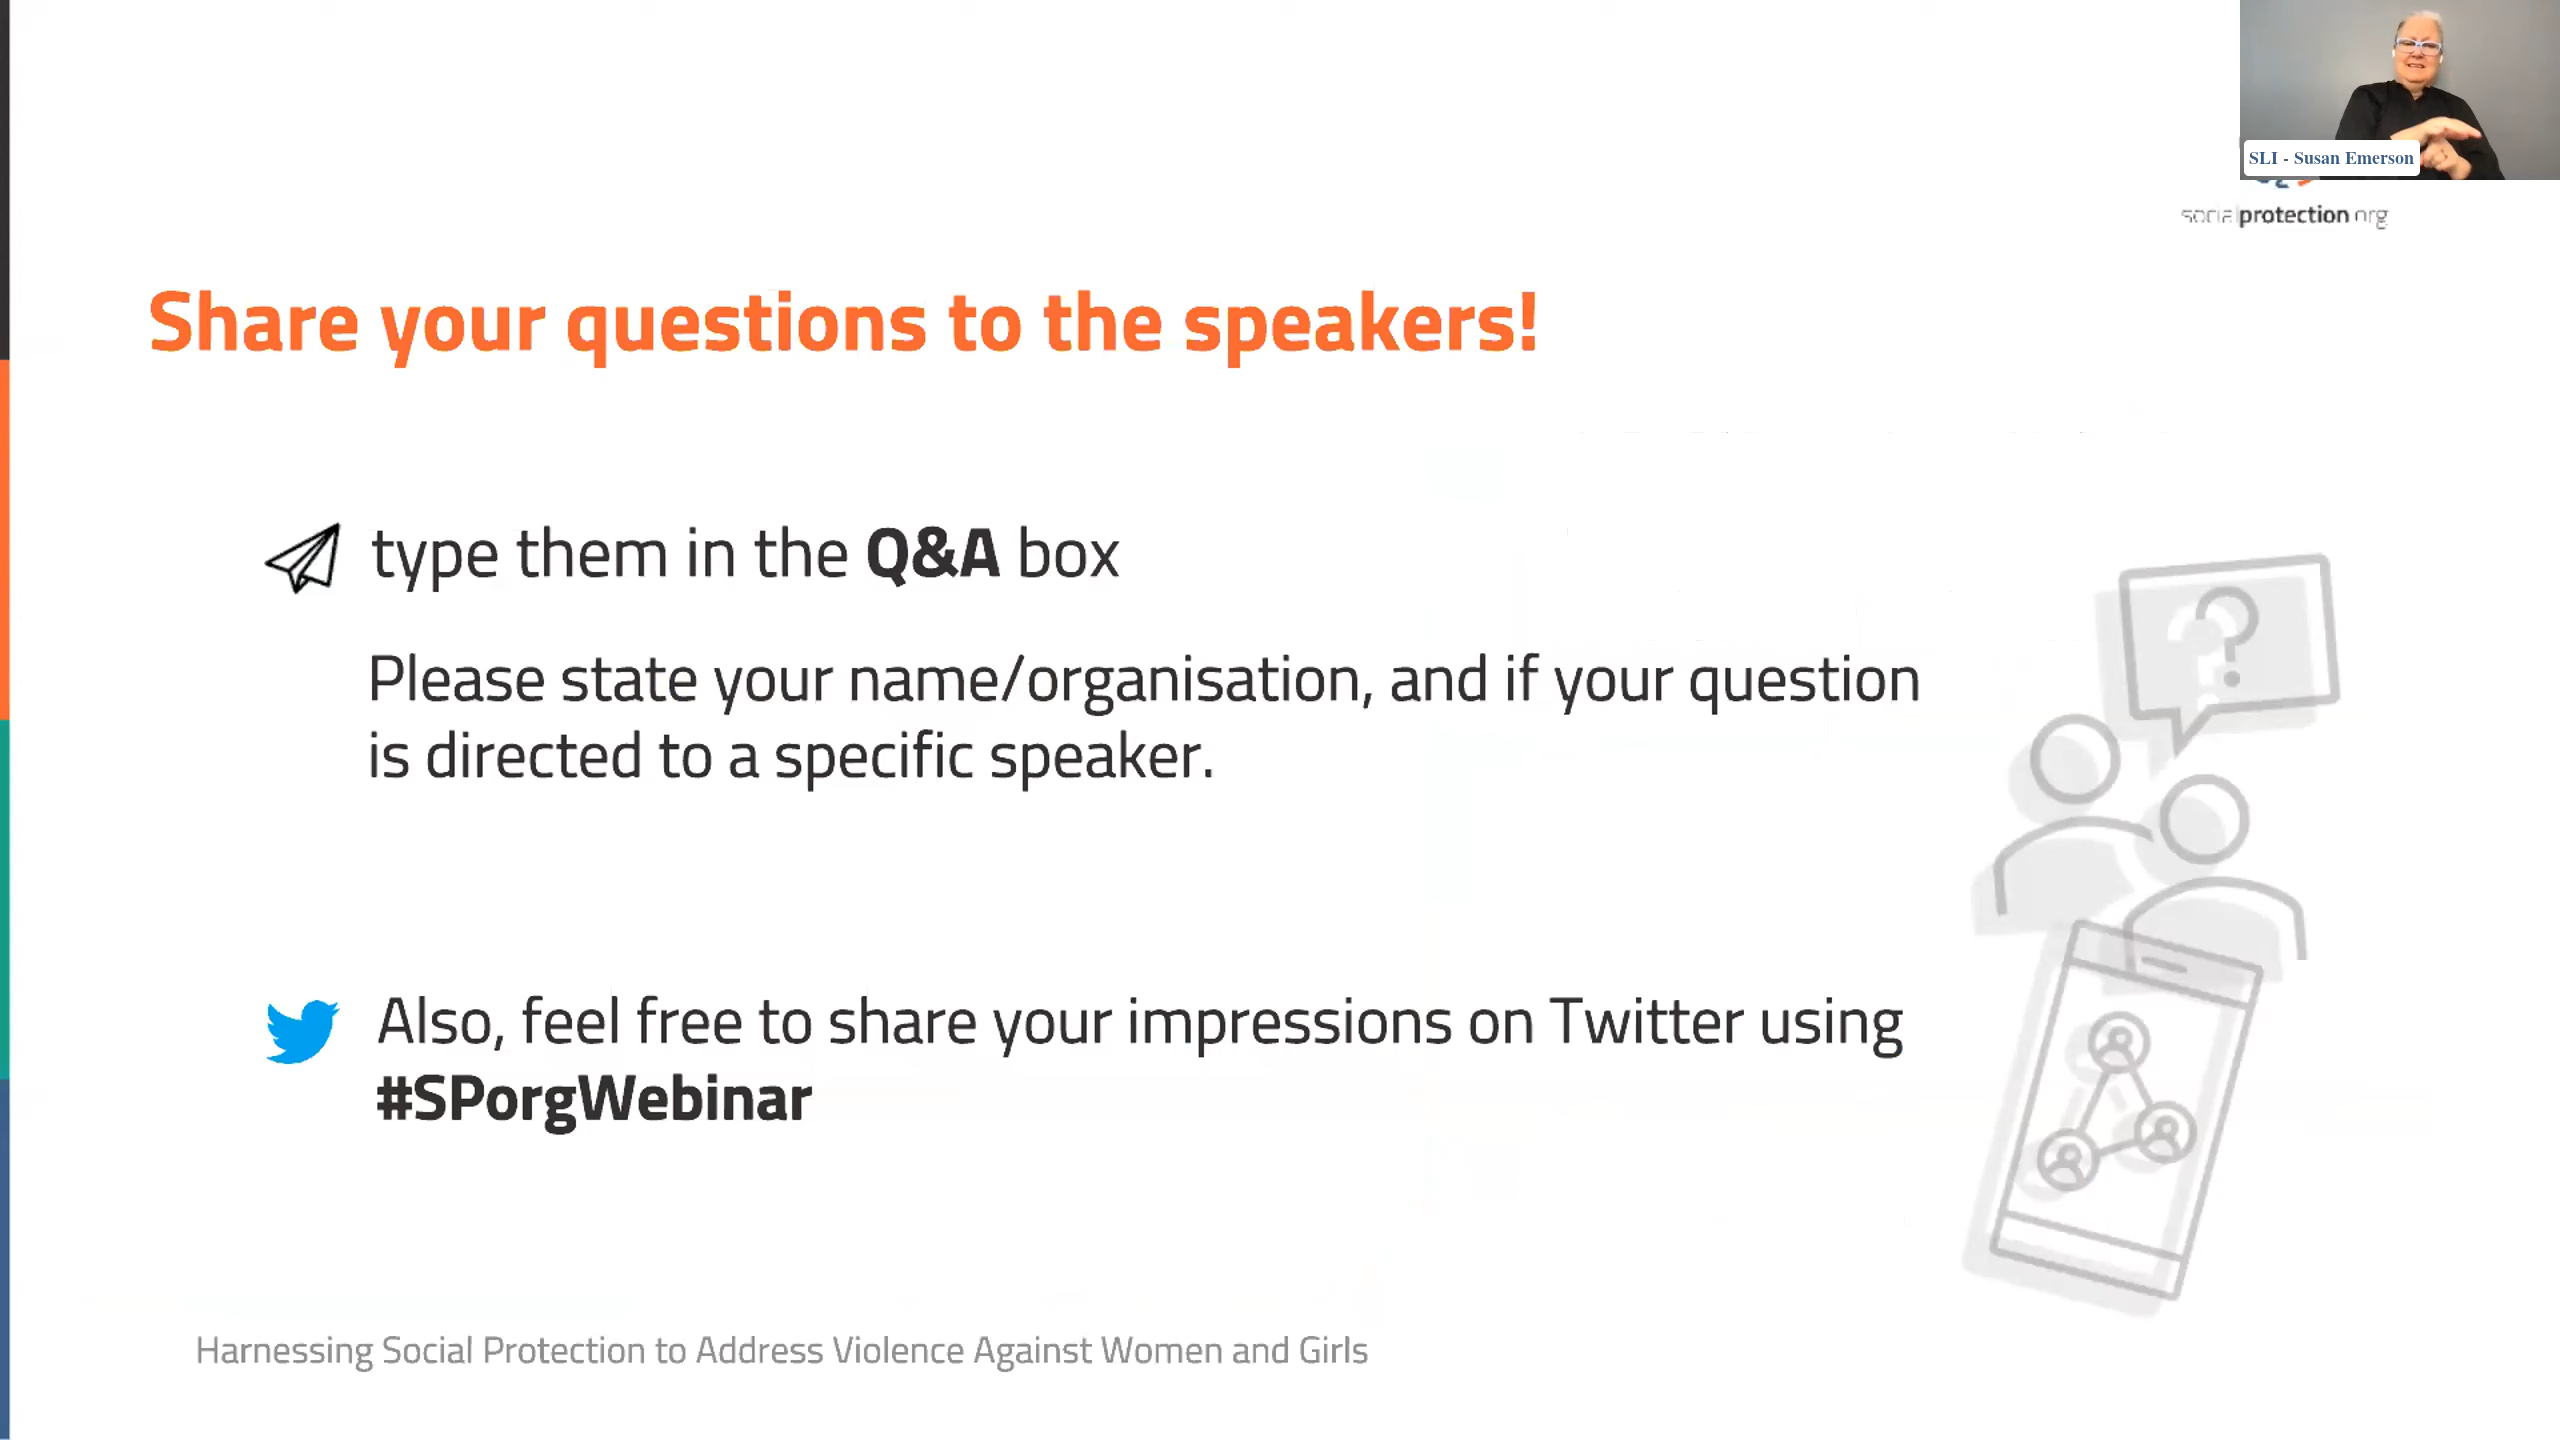 SLI - Susan Emerson
socialprotection.org
Share your questions to the speakers!
type them in the Q&A box
Please state your name/organisation, and if your question
is directed to a specific speaker.
Also, feel free to share your impressions on Twitter using
#SPorgWebinar
Harnessing Social Protection to Address Violence Against Women and Girls